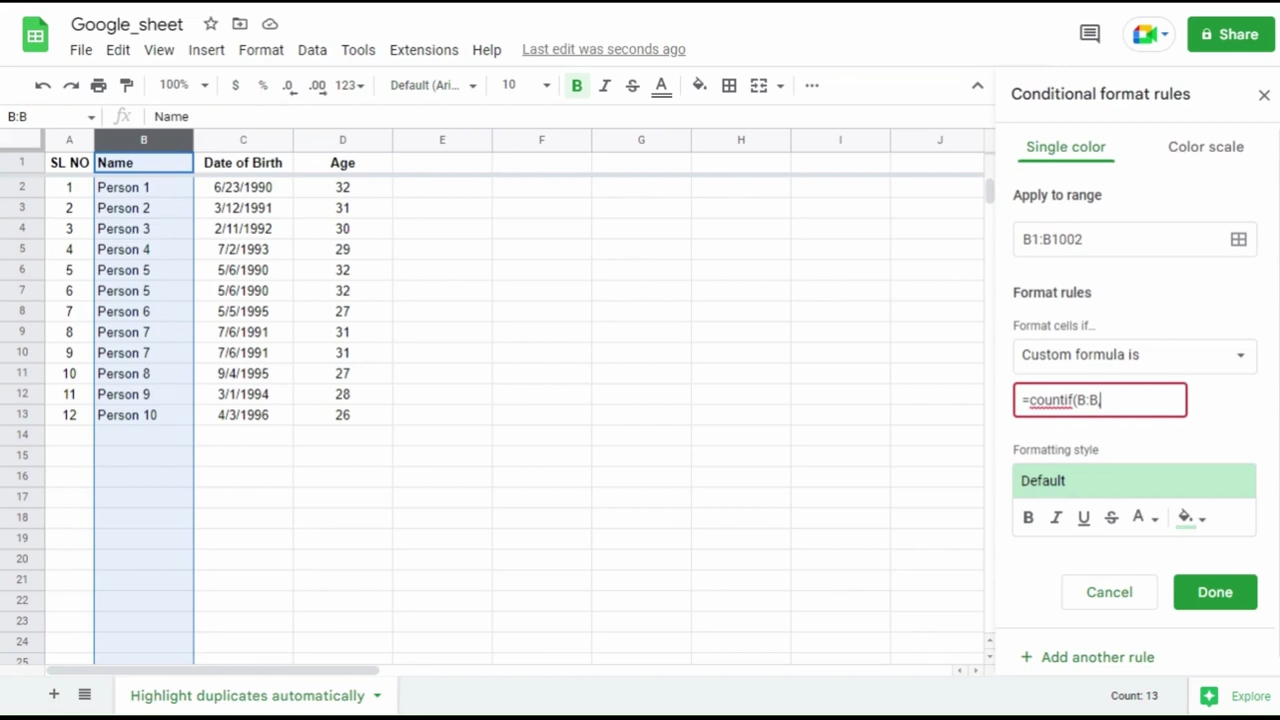 Google_sheet
File Edit View Insert Format Data Tools Extensions Help Last edit was seconds ago
Share
100% $ % .0 .00 123 Default (Ari... 10 B I S A
B:B fx Name
A B C D E F G H I J
1 SL NO Name Date of Birth Age
2 1 Person 1 6/23/1990 32
3 2 Person 2 3/12/1991 31
4 3 Person 3 2/11/1992 30
5 4 Person 4 7/2/1993 29
6 5 Person 5 5/6/1990 32
7 6 Person 5 5/6/1990 32
8 7 Person 6 5/5/1995 27
9 8 Person 7 7/6/1991 31
10 9 Person 7 7/6/1991 31
11 10 Person 8 9/4/1995 27
12 11 Person 9 3/1/1994 28
13 12 Person 10 4/3/1996 26
14
15
16
17
18
19
20
21
22
23
24
25
Highlight duplicates automatically
Count: 13
Explore
Conditional format rules
Single color Color scale
Apply to range
B1:B1002
Format rules
Format cells if…
Custom formula is
=countif(B:B,
Formatting style
Default
B I U S A
Cancel Done
+ Add another rule